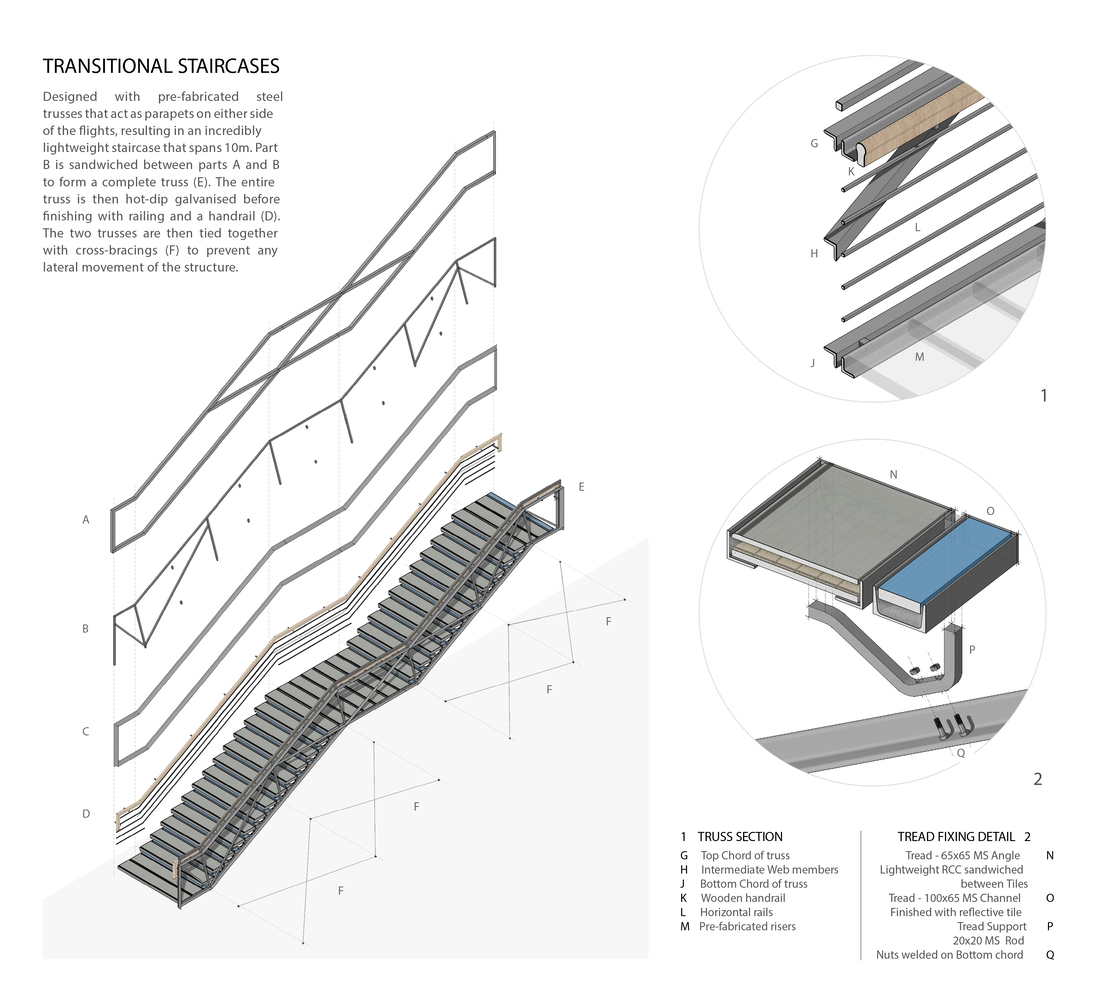 TRANSITIONAL STAIRCASES
Designed with pre-fabricated steel
trusses that act as parapets on either side
of the flights, resulting in an incredibly
lightweight staircase that spans 10m. Part
B is sandwiched between parts A and B
to form a complete truss (E). The entire
truss is then hot-dip galvanised before
finishing with railing and a handrail (D).
The two trusses are then tied together
with cross-bracings (F) to prevent any
lateral movement of the structure.
A
B
C
D
E
F
F
F
F
G
K
L
H
J
M
1
N
O
P
Q
2
1 TRUSS SECTION
G Top Chord of truss
H Intermediate Web members
J Bottom Chord of truss
K Wooden handrail
L Horizontal rails
M Pre-fabricated risers
TREAD FIXING DETAIL 2
Tread - 65x65 MS Angle N
Lightweight RCC sandwiched
between Tiles
Tread - 100x65 MS Channel O
Finished with reflective tile
Tread Support P
20x20 MS Rod
Nuts welded on Bottom chord Q